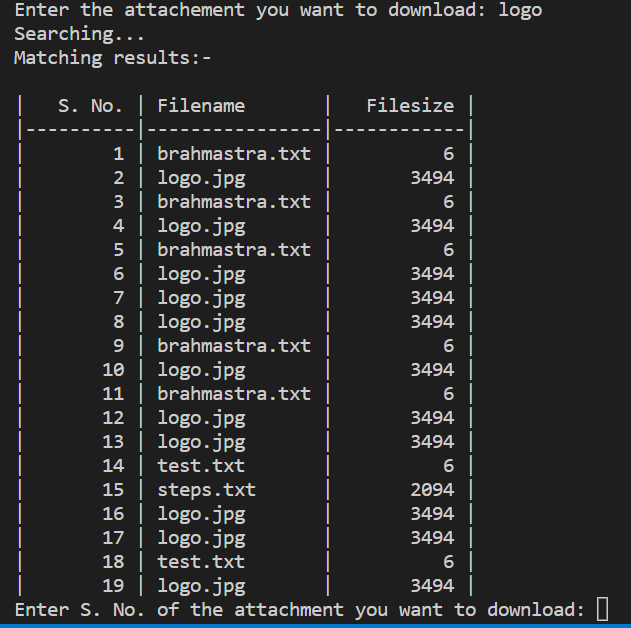 Enter the attachement you want to download: logo
Searching...
Matching results:-
|   S. No. | Filename       |   Filesize |
|----------|----------------|------------|
|        1 | brahmastra.txt |          6 |
|        2 | logo.jpg       |       3494 |
|        3 | brahmastra.txt |          6 |
|        4 | logo.jpg       |       3494 |
|        5 | brahmastra.txt |          6 |
|        6 | logo.jpg       |       3494 |
|        7 | logo.jpg       |       3494 |
|        8 | logo.jpg       |       3494 |
|        9 | brahmastra.txt |          6 |
|       10 | logo.jpg       |       3494 |
|       11 | brahmastra.txt |          6 |
|       12 | logo.jpg       |       3494 |
|       13 | logo.jpg       |       3494 |
|       14 | test.txt       |          6 |
|       15 | steps.txt      |       2094 |
|       16 | logo.jpg       |       3494 |
|       17 | logo.jpg       |       3494 |
|       18 | test.txt       |          6 |
|       19 | logo.jpg       |       3494 |
Enter S. No. of the attachment you want to download: